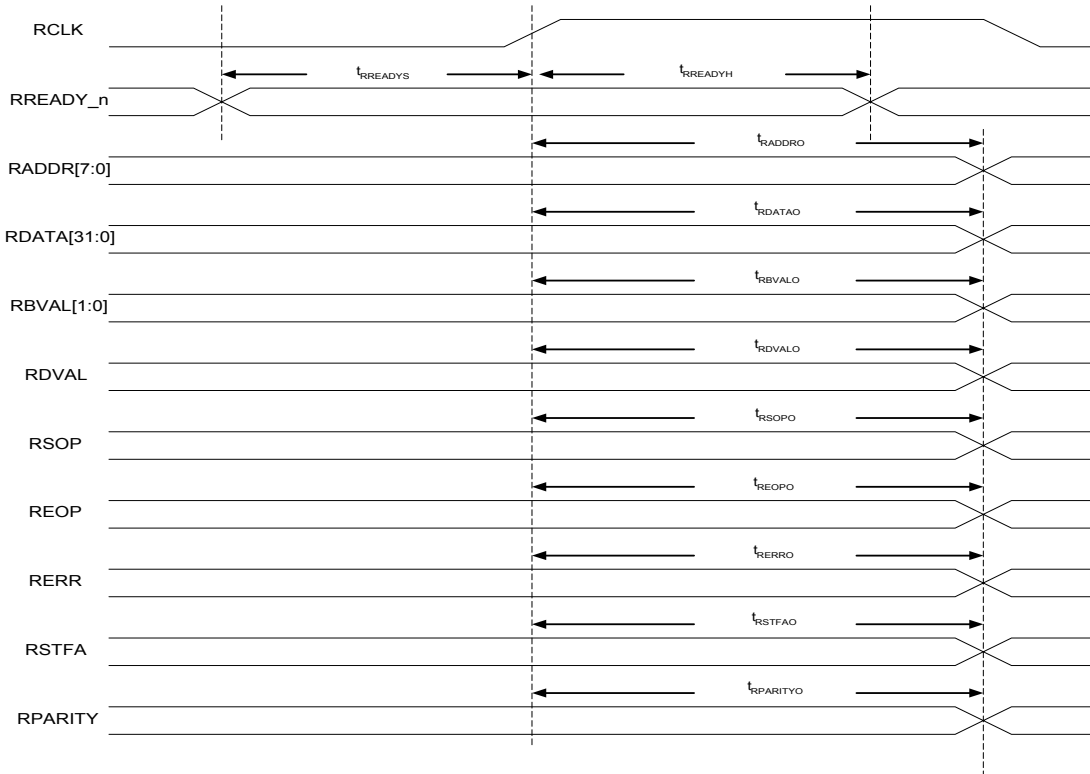 RCLK
tRREADYS
tRREADYH
RREADY_n
tRADDRO
RADDR[7:0]
tRDATAO
RDATA[31:0]
tRBVALO
RBVAL[1:0]
tRDVALO
RDVAL
tRSOPO
RSOP
tREOPO
REOP
tRERRO
RERR
tRSTFAO
RSTFA
tRPARITYO
RPARITY